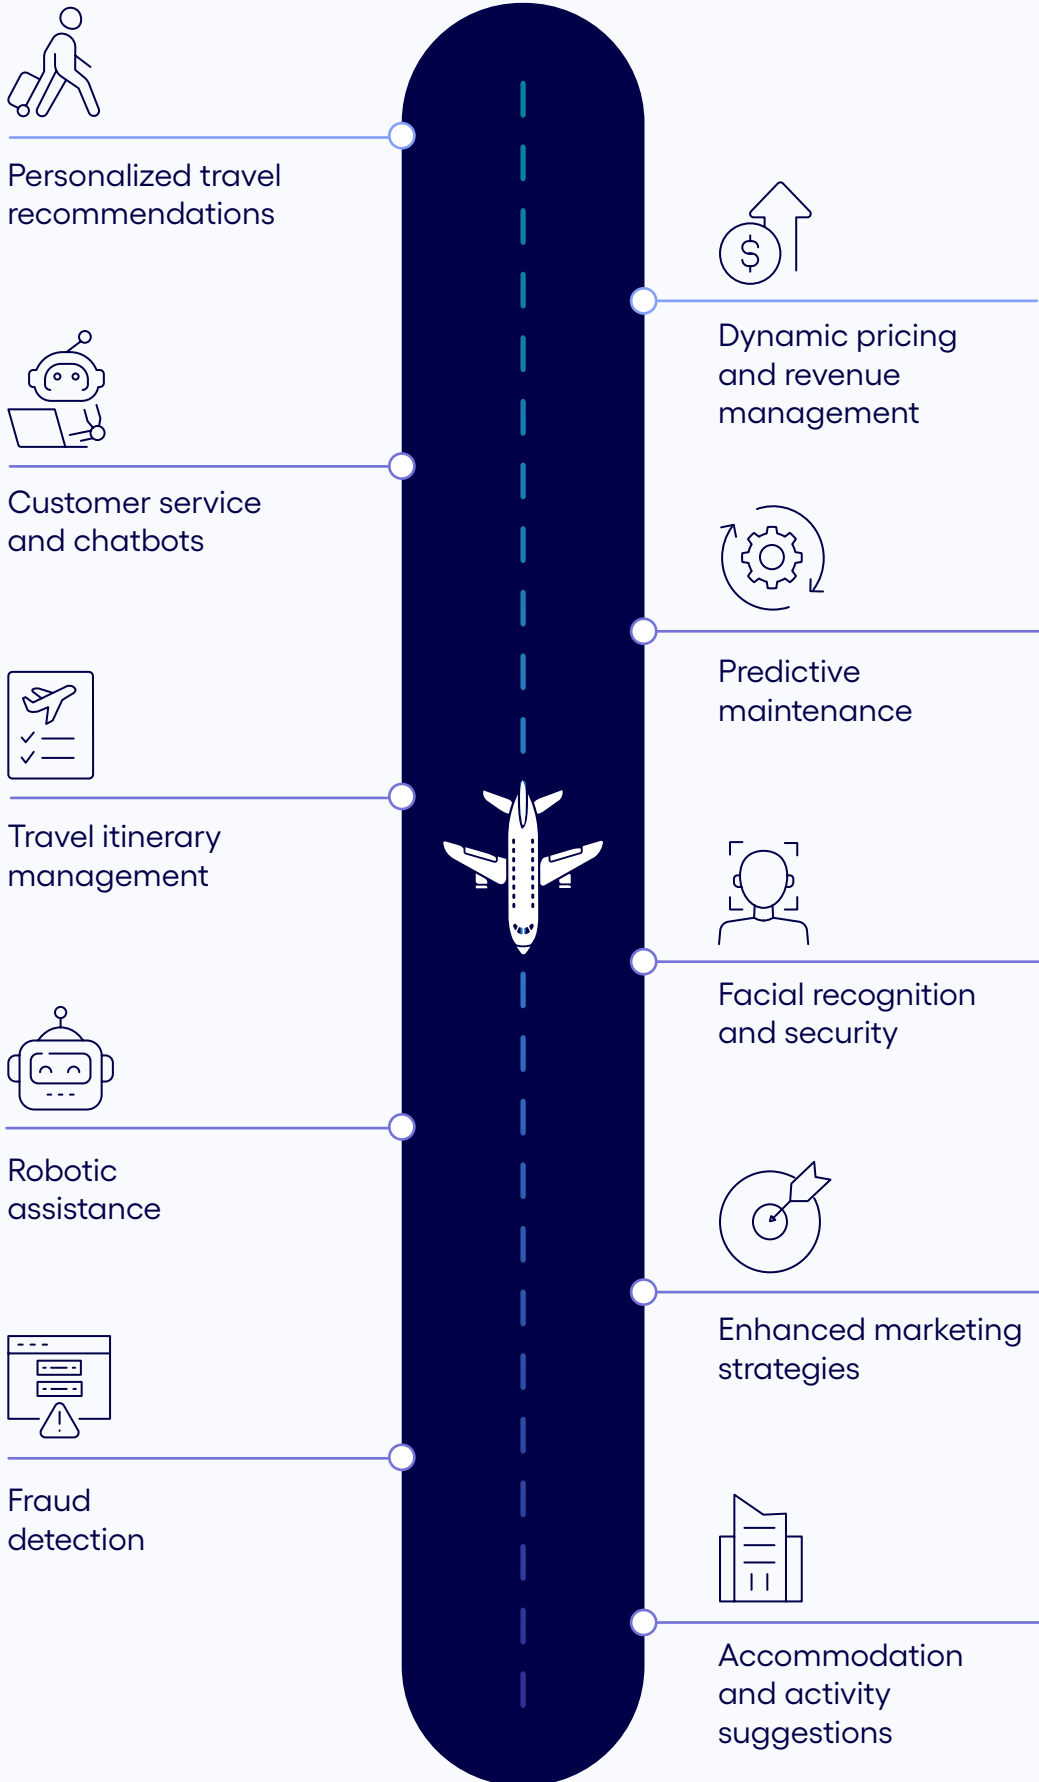 Personalized travel
recommendations
Dynamic pricing
and revenue
management
Customer service
and chatbots
Predictive
maintenance
Travel itinerary
management
Facial recognition
and security
Robotic
assistance
Enhanced marketing
strategies
Fraud
detection
Accommodation
and activity
suggestions